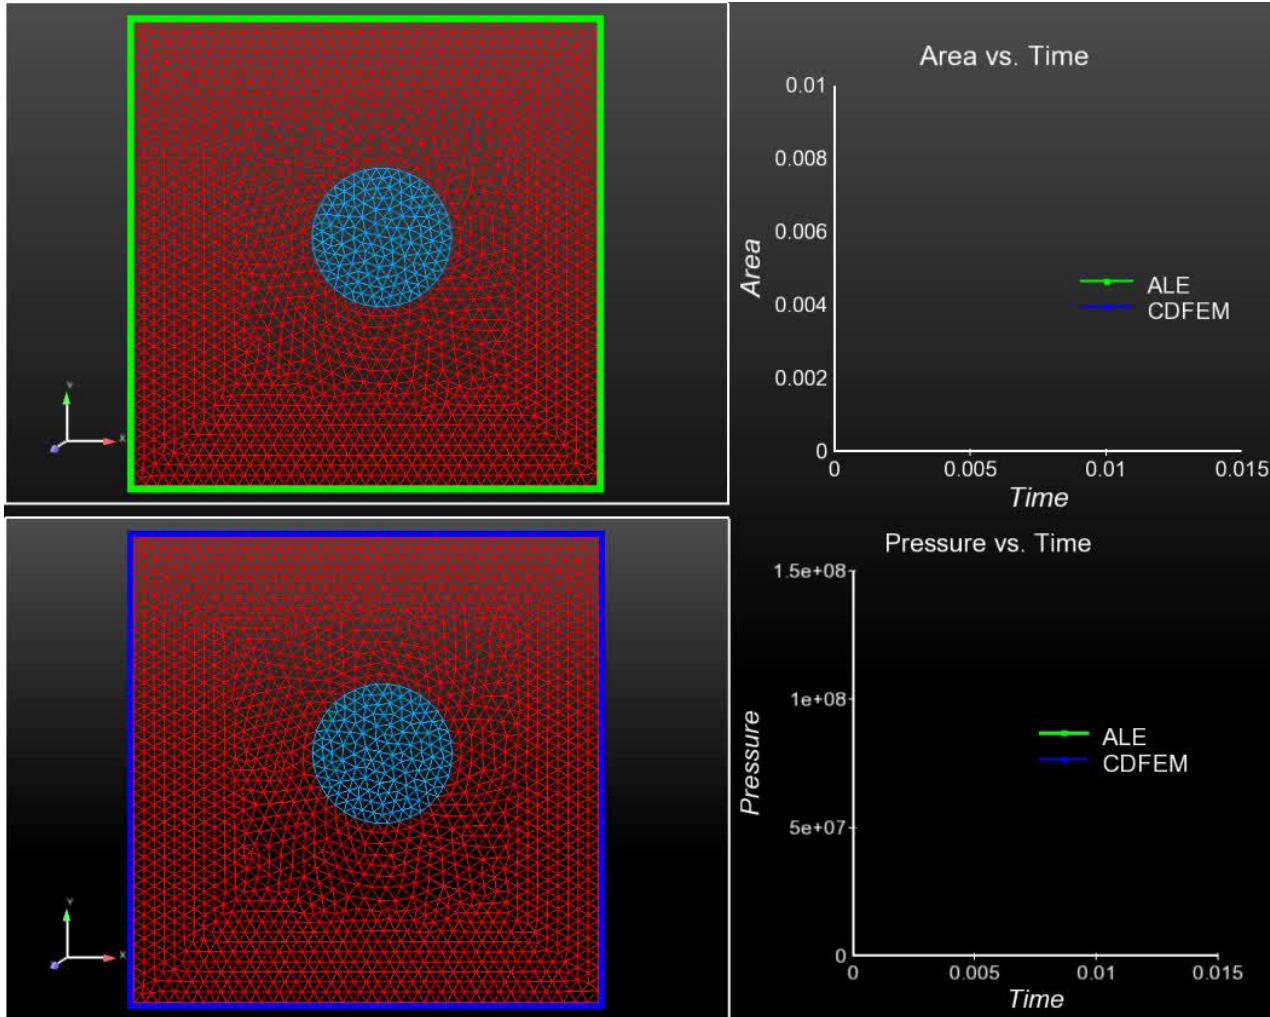 Area vs. Time
0.01
0.008
0.006
0.004
0.002
0
Area
ALE
CDFEM
0 0.005 0.01 0.015
Time
Y
X
Pressure vs. Time
1.5e+08
1e+08
5e+07
0
Pressure
ALE
CDFEM
0 0.005 0.01 0.015
Time
Y
X